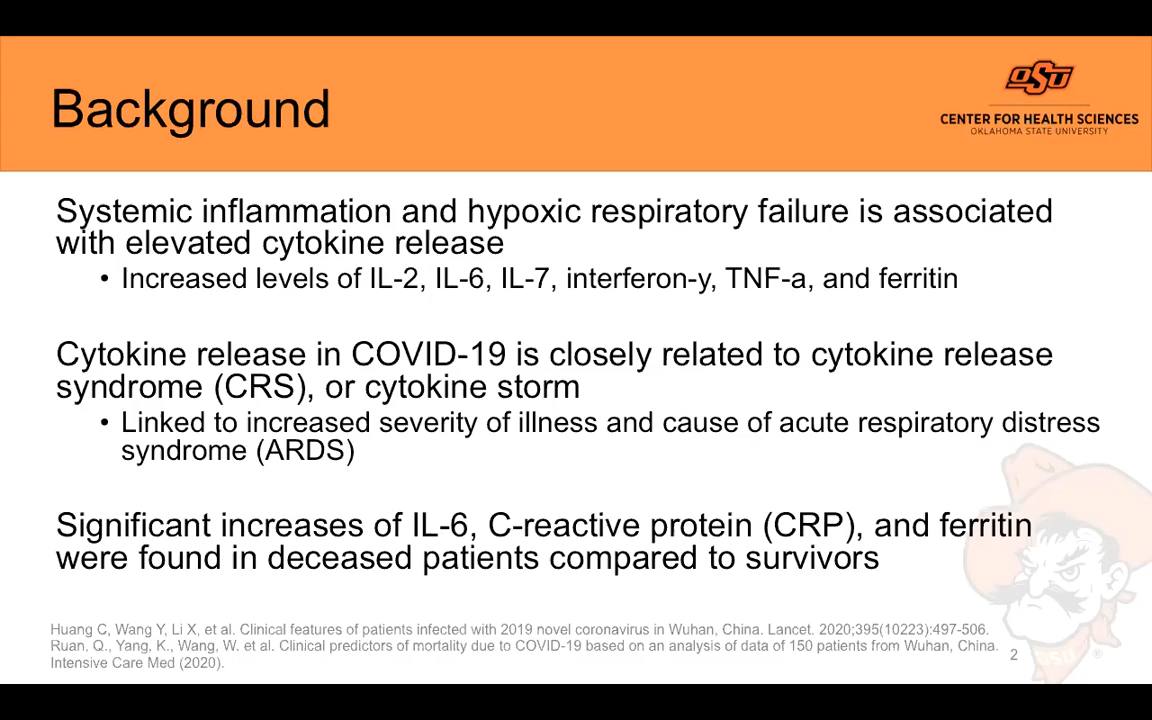 Background
OSU
CENTER FOR HEALTH SCIENCES
OKLAHOMA STATE UNIVERSITY
Systemic inflammation and hypoxic respiratory failure is associated
with elevated cytokine release
• Increased levels of IL-2, IL-6, IL-7, interferon-y, TNF-a, and ferritin
Cytokine release in COVID-19 is closely related to cytokine release
syndrome (CRS), or cytokine storm
• Linked to increased severity of illness and cause of acute respiratory distress
syndrome (ARDS)
Significant increases of IL-6, C-reactive protein (CRP), and ferritin
were found in deceased patients compared to survivors
Huang C, Wang Y, Li X, et al. Clinical features of patients infected with 2019 novel coronavirus in Wuhan, China. Lancet. 2020;395(10223):497-506.
Ruan, Q., Yang, K., Wang, W. et al. Clinical predictors of mortality due to COVID-19 based on an analysis of data of 150 patients from Wuhan, China.
Intensive Care Med (2020).
2
OSU ®